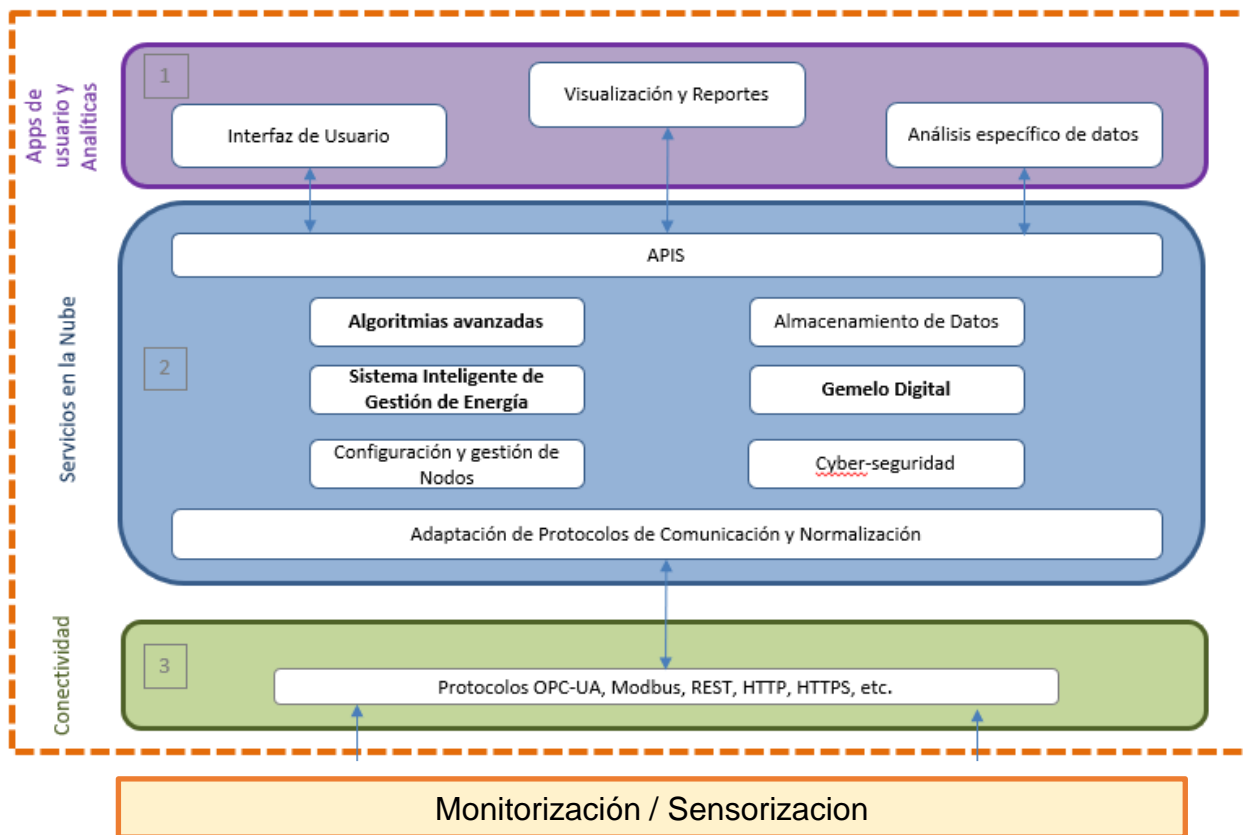 Apps de
usuario y
Analíticas
1
Visualización y Reportes
Interfaz de Usuario
Análisis específico de datos
Servicios en la Nube
APIS
Algoritmias avanzadas
Almacenamiento de Datos
2
Sistema Inteligente de
Gestión de Energía
Gemelo Digital
Configuración y gestión de
Nodos
Cyber-seguridad
Adaptación de Protocolos de Comunicación y Normalización
Conectividad
3
Protocolos OPC-UA, Modbus, REST, HTTP, HTTPS, etc.
Monitorización / Sensorizacion